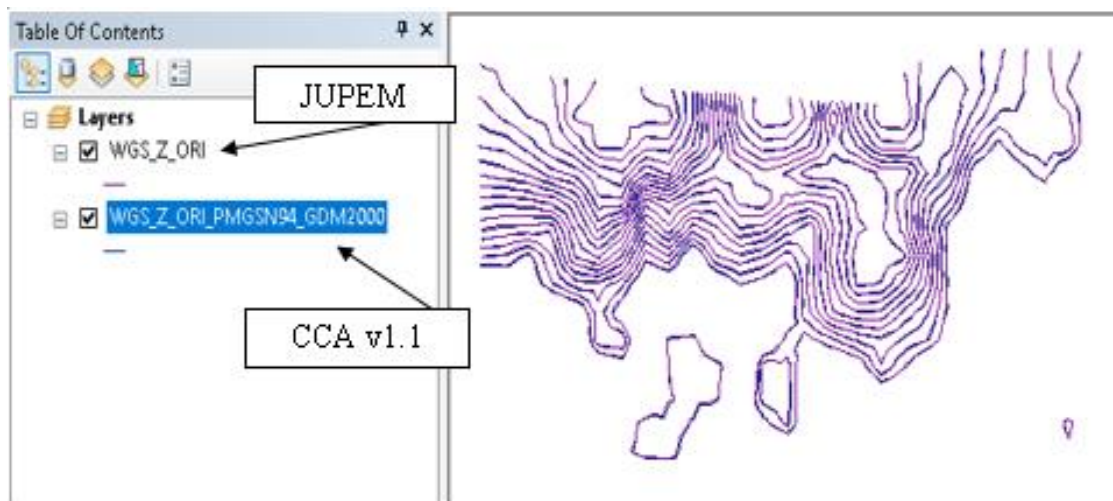 Table Of Contents
JUPEM
Layers
WGS_Z_ORI
WGS_Z_ORI_PMGSN94_GDM2000
CCA v1.1